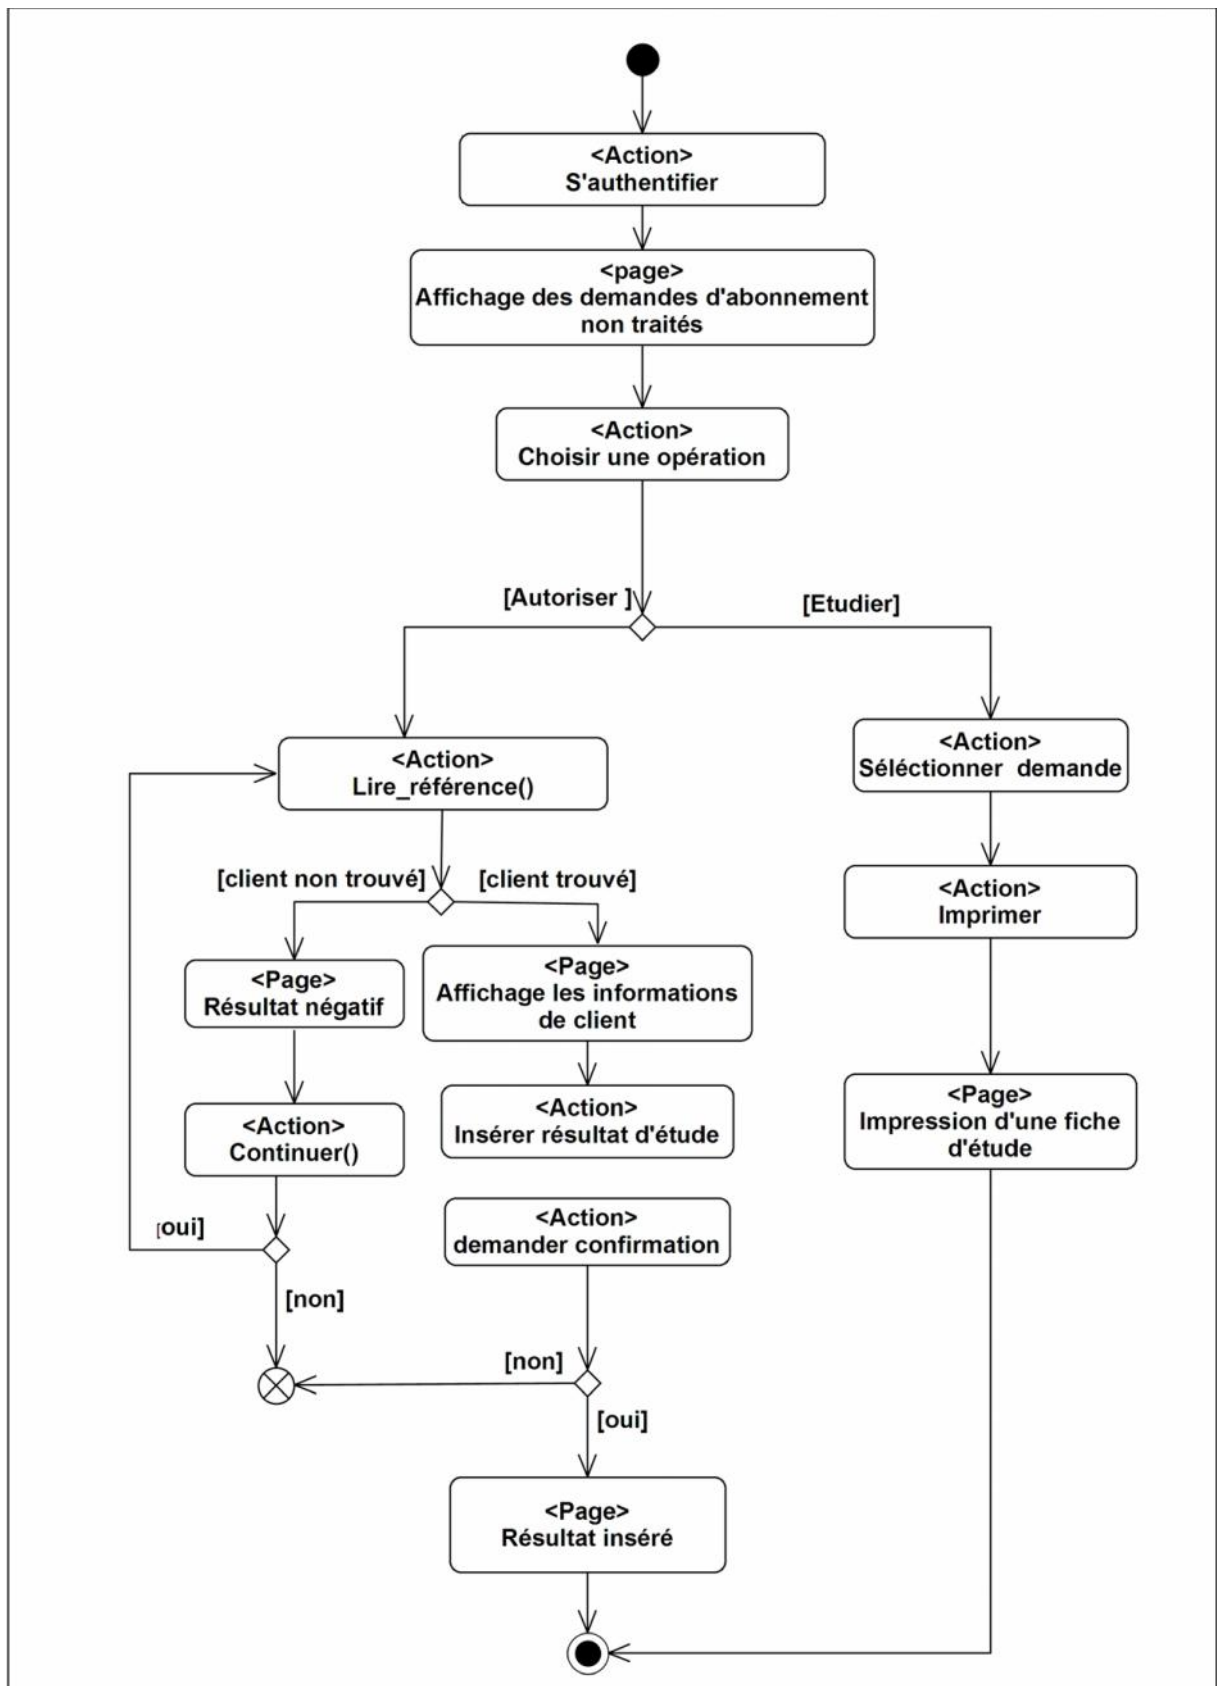 <Action>
S'authentifier
<page>
Affichage des demandes d'abonnement
non traités
<Action>
Choisir une opération
[Autoriser ]
[Etudier]
<Action>
Lire_référence()
<Action>
Séléctionner demande
[client non trouvé]
[client trouvé]
<Action>
Imprimer
<Page>
Résultat négatif
<Page>
Affichage les informations
de client
<Action>
Continuer()
<Action>
Insérer résultat d'étude
<Page>
Impression d'une fiche
d'étude
[oui]
<Action>
demander confirmation
[non]
[non]
[oui]
<Page>
Résultat inséré